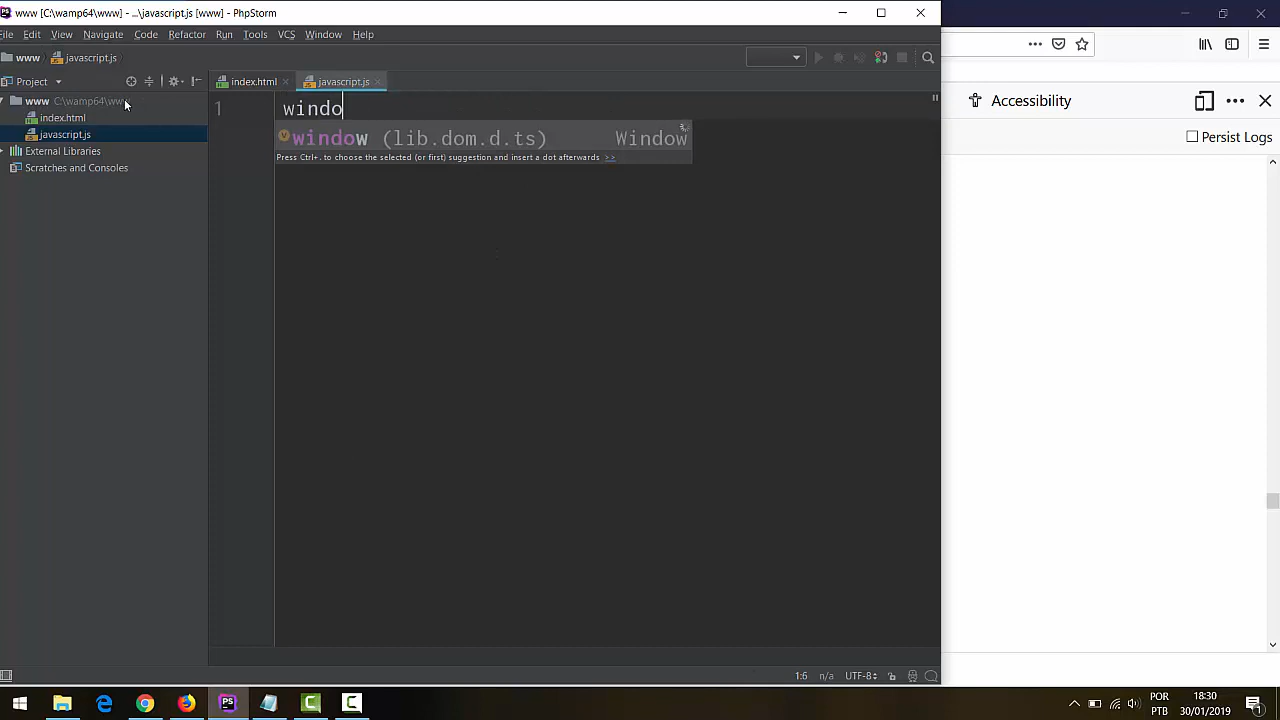 www [C:\wamp64\www] - ...\javascript.js [www] - PhpStorm
File Edit View Navigate Code Refactor Run Tools VCS Window Help
www javascript.js
Project
index.html
javascript.js
www C:\wamp64\www
index.html
javascript.js
External Libraries
Scratches and Consoles
1
windo
window (lib.dom.d.ts) Window
Press Ctrl+. to choose the selected (or first) suggestion and insert a dot afterwards >>
Accessibility
Persist Logs
1:6 n/a UTF-8
PS
POR
PTB
18:30
30/01/2019
1